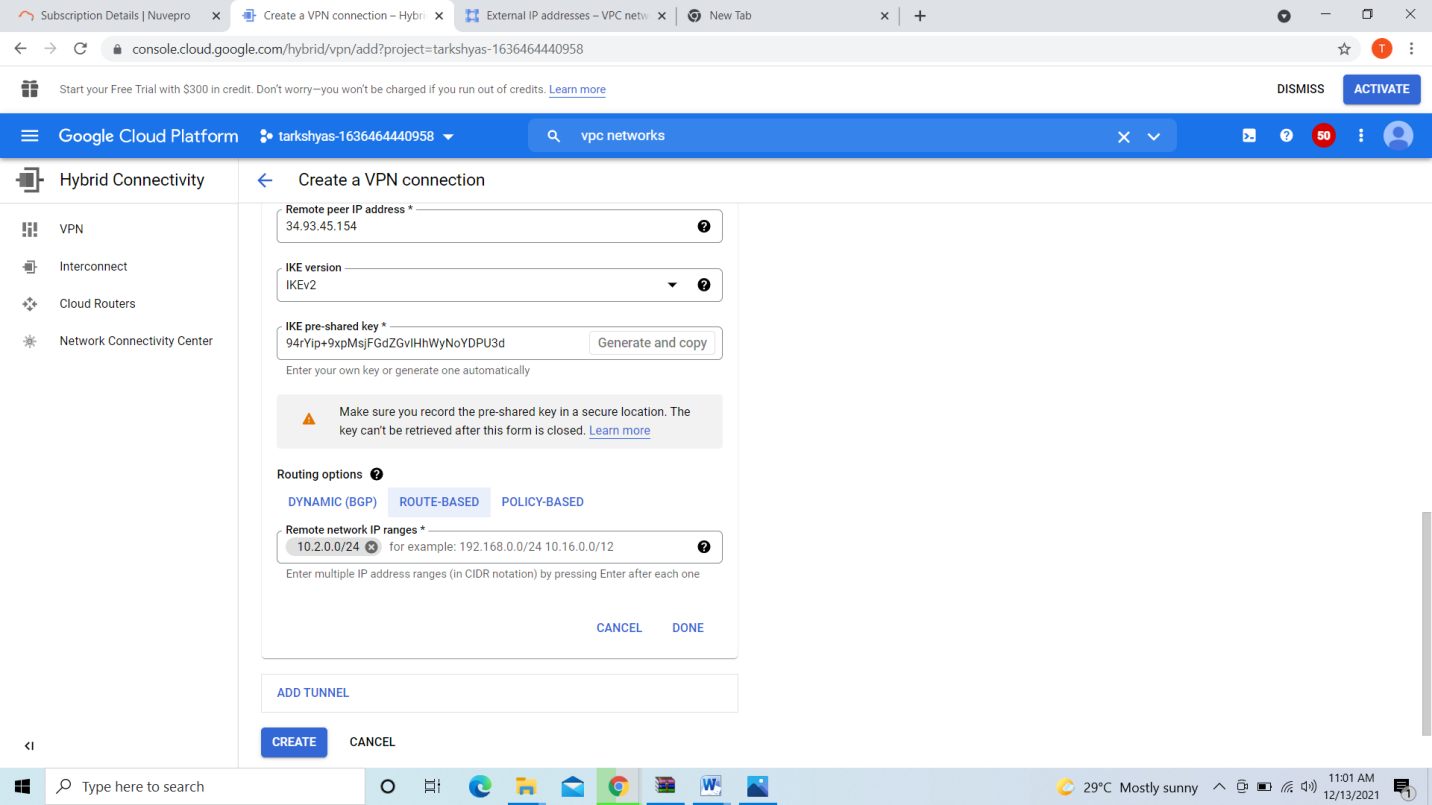 Subscription Details | Nuvepro
Create a VPN connection – Hybri
External IP addresses – VPC netw
New Tab
console.cloud.google.com/hybrid/vpn/add?project=tarkshyas-1636464440958
T
Start your Free Trial with $300 in credit. Don't worry—you won't be charged if you run out of credits. Learn more
DISMISS
ACTIVATE
Google Cloud Platform
tarkshyas-1636464440958
vpc networks
50
Hybrid Connectivity
Create a VPN connection
VPN
Interconnect
Cloud Routers
Network Connectivity Center
Remote peer IP address *
34.93.45.154
IKE version
IKEv2
IKE pre-shared key *
94rYip+9xpMsjFGdZGvIHhWyNoYDPU3d
Generate and copy
Enter your own key or generate one automatically
Make sure you record the pre-shared key in a secure location. The
key can't be retrieved after this form is closed. Learn more
Routing options
DYNAMIC (BGP)
ROUTE-BASED
POLICY-BASED
Remote network IP ranges *
10.2.0.0/24
for example: 192.168.0.0/24 10.16.0.0/12
Enter multiple IP address ranges (in CIDR notation) by pressing Enter after each one
CANCEL
DONE
ADD TUNNEL
CREATE
CANCEL
Type here to search
29°C Mostly sunny
11:01 AM
12/13/2021
1